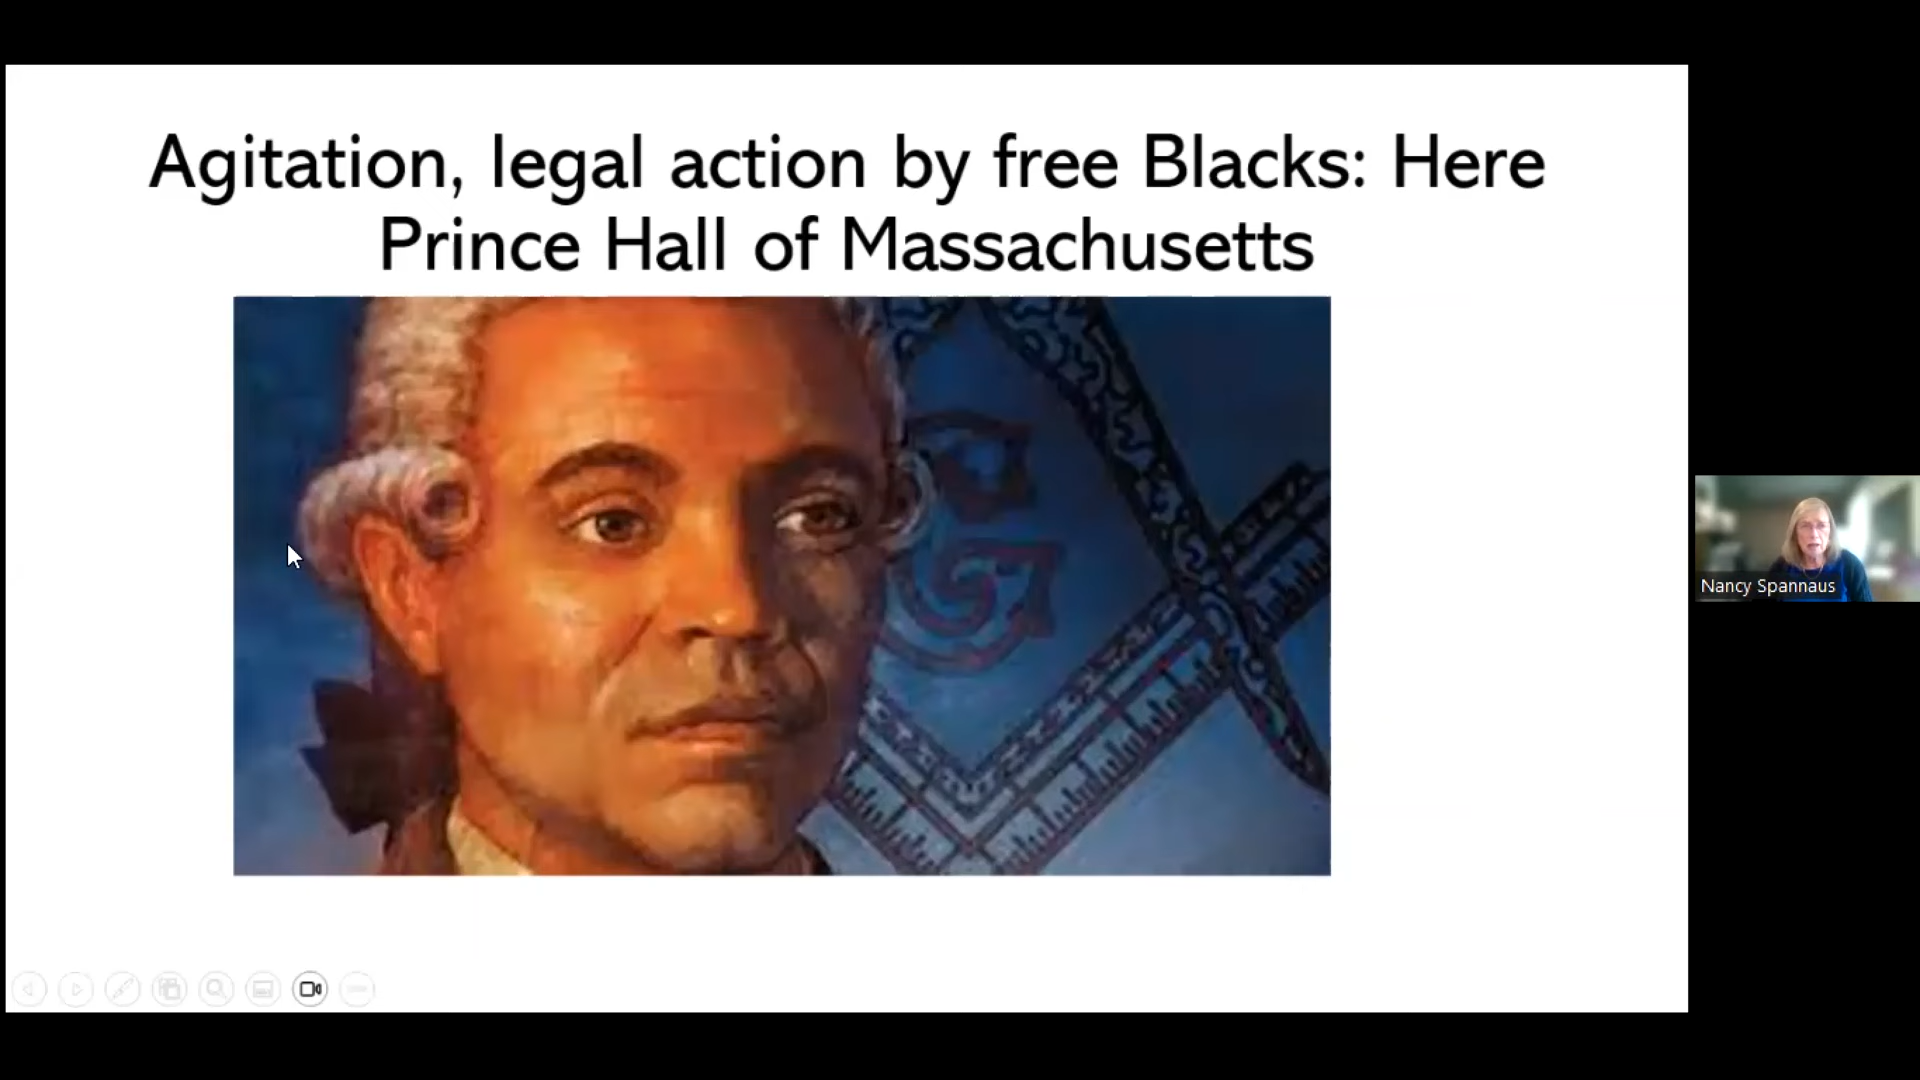 Agitation, legal action by free Blacks: Here
Prince Hall of Massachusetts
G
Nancy Spannaus